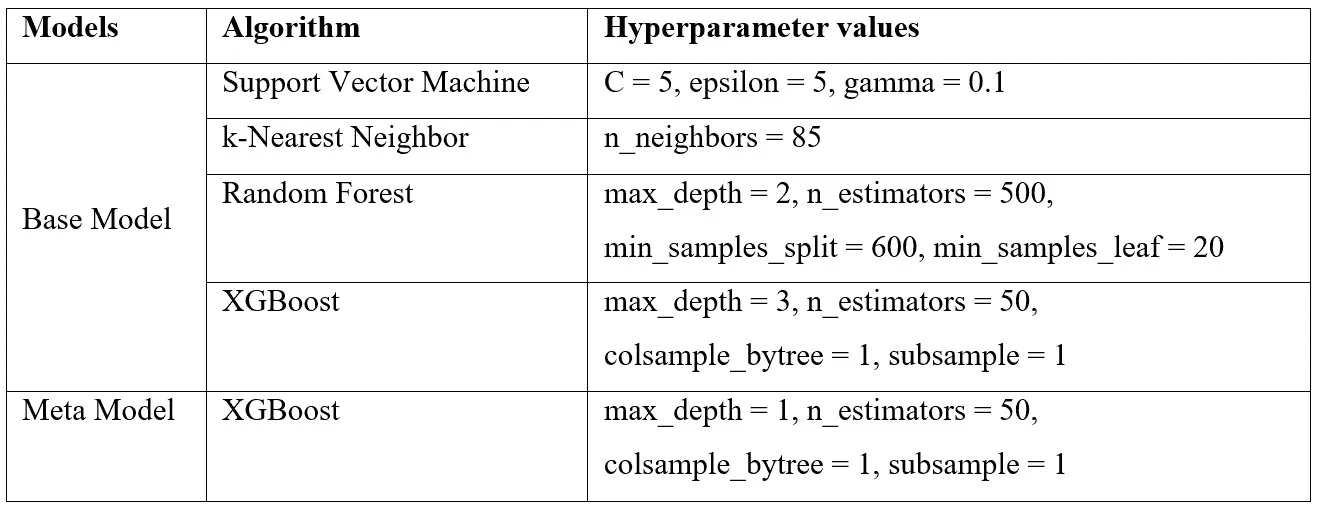 Models Algorithm Hyperparameter values
Support Vector Machine C = 5, epsilon = 5, gamma = 0.1
k-Nearest Neighbor n_neighbors = 85
Base Model
Random Forest max_depth = 2, n_estimators = 500,
min_samples_split = 600, min_samples_leaf = 20
XGBoost max_depth = 3, n_estimators = 50,
colsample_bytree = 1, subsample = 1
Meta Model XGBoost max_depth = 1, n_estimators = 50,
colsample_bytree = 1, subsample = 1